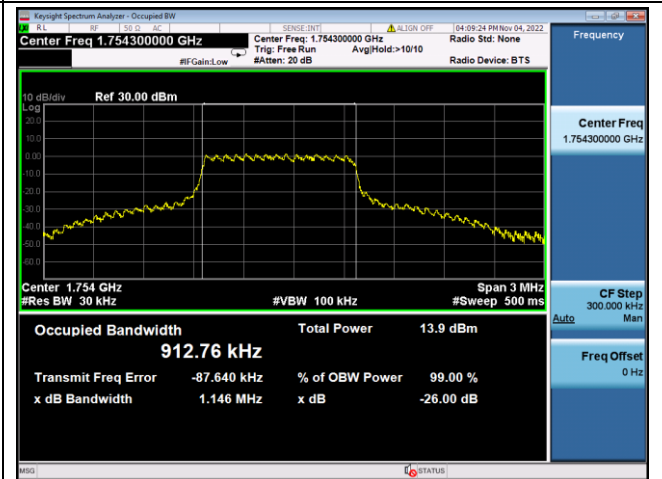 Keysight Spectrum Analyzer - Occupied BW
RL RF 50 Ω AC SENSE:INT ALIGN OFF 04:09:24 PM Nov 04, 2022
Center Freq 1.754300000 GHz Center Freq: 1.754300000 GHz Radio Std: None Frequency
Trig: Free Run Avg|Hold:>10/10
#IFGain:Low #Atten: 20 dB Radio Device: BTS
10 dB/div Ref 30.00 dBm
Log
20.0
10.0
0.00
-10.0
-20.0
-30.0
-40.0
-50.0
-60.0
Center Freq
1.754300000 GHz
Center 1.754 GHz Span 3 MHz
#Res BW 30 kHz #VBW 100 kHz #Sweep 500 ms
CF Step
300.000 kHz
Auto Man
Occupied Bandwidth Total Power 13.9 dBm
912.76 kHz
Transmit Freq Error -87.640 kHz % of OBW Power 99.00 %
x dB Bandwidth 1.146 MHz x dB -26.00 dB
Freq Offset
0 Hz
MSG STATUS